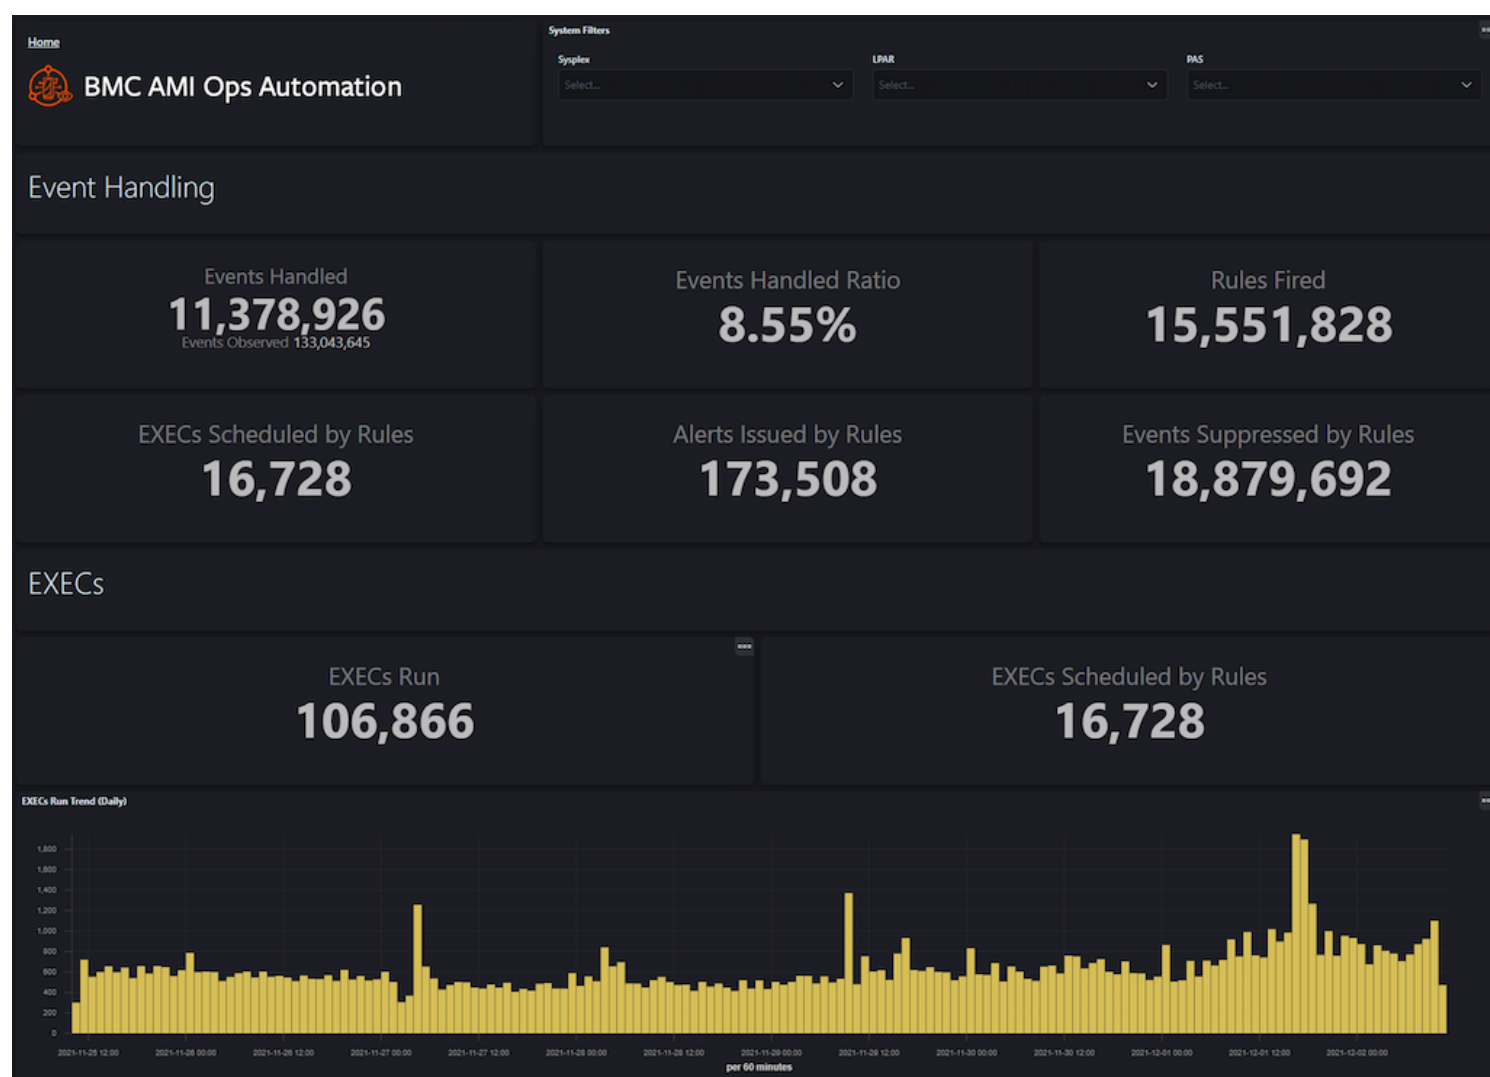 Home
BMC AMI Ops Automation
System Filters
Sysplex
LPAR
PAS
Select...
Select...
Select...
Event Handling
Events Handled
11,378,926
Events Observed 133,043,645
Events Handled Ratio
8.55%
Rules Fired
15,551,828
EXECs Scheduled by Rules
16,728
Alerts Issued by Rules
173,508
Events Suppressed by Rules
18,879,692
EXECs
EXECs Run
106,866
EXECs Scheduled by Rules
16,728
EXECs Run Trend (Daily)
1,800
1,600
1,400
1,200
1,000
800
600
400
200
0
2021-11-25 12:00
2021-11-26 00:00
2021-11-26 12:00
2021-11-27 00:00
2021-11-27 12:00
2021-11-28 00:00
2021-11-28 12:00
2021-11-29 00:00
2021-11-29 12:00
2021-11-30 00:00
2021-11-30 12:00
2021-12-01 00:00
2021-12-01 12:00
2021-12-02 00:00
per 60 minutes